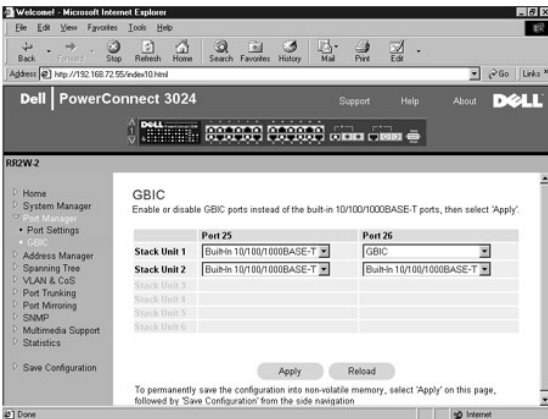 Welcome! - Microsoft Internet Explorer
File Edit View Favorites Tools Help
Back Forward Stop Refresh Home Search Favorites History Mail Print Edit
Address http://192.168.72.55/index10.html Go Links »
Dell PowerConnect 3024 Support Help About DELL
DELL
RR2W-2
Home
System Manager
Port Manager
Port Settings
GBIC
Address Manager
Spanning Tree
VLAN & CoS
Port Trunking
Port Mirroring
SNMP
Multimedia Support
Statistics
Save Configuration
GBIC
Enable or disable GBIC ports instead of the built-in 10/100/1000BASE-T ports, then select 'Apply'.
Port 25 Port 26
Stack Unit 1 Built-In 10/100/1000BASE-T GBIC
Stack Unit 2 Built-In 10/100/1000BASE-T Built-In 10/100/1000BASE-T
Stack Unit 3
Stack Unit 4
Stack Unit 5
Stack Unit 6
Apply Reload
To permanently save the configuration into non-volatile memory, select 'Apply' on this page,
followed by 'Save Configuration' from the side navigation
Done Internet